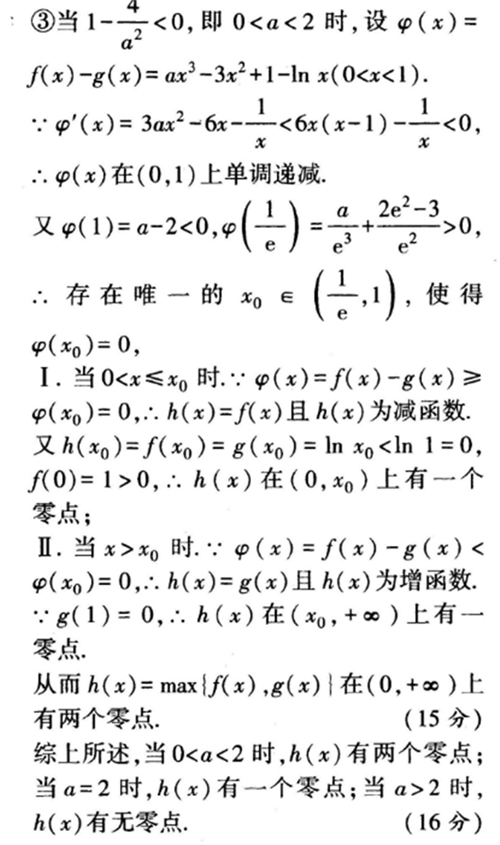 ③当 1-4/a²<0,即 0<a<2 时,设 φ(x)=
f(x)-g(x)=ax³-3x²+1-ln x(0<x<1).
∵ φ′(x)= 3ax²-6x-1/x<6x(x-1)-1/x<0,
∴ φ(x)在(0,1)上单调递减.
又 φ(1)=a-2<0,φ(1/e)=a/e³+(2e²-3)/e²>0,
∴ 存在唯一的 x₀ ∈ (1/e,1), 使得
φ(x₀)=0,
Ⅰ. 当0<x≤x₀ 时.∵ φ(x)=f(x)-g(x)≥
φ(x₀)=0,∴ h(x)=f(x)且 h(x)为减函数.
又 h(x₀)=f(x₀)=g(x₀)=ln x₀<ln 1=0,
f(0)=1>0,∴ h(x)在(0,x₀)上有一个
零点;
Ⅱ. 当 x>x₀ 时.∵ φ(x)=f(x)-g(x)<
φ(x₀)=0,∴ h(x)=g(x)且 h(x)为增函数.
∵ g(1)=0,∴ h(x)在(x₀,+∞)上有一
零点.
从而 h(x)=max{f(x),g(x)}在(0,+∞)上
有两个零点. (15 分)
综上所述,当0<a<2 时,h(x)有两个零点;
当 a=2 时,h(x)有一个零点;当 a>2 时,
h(x)有无零点. (16 分)